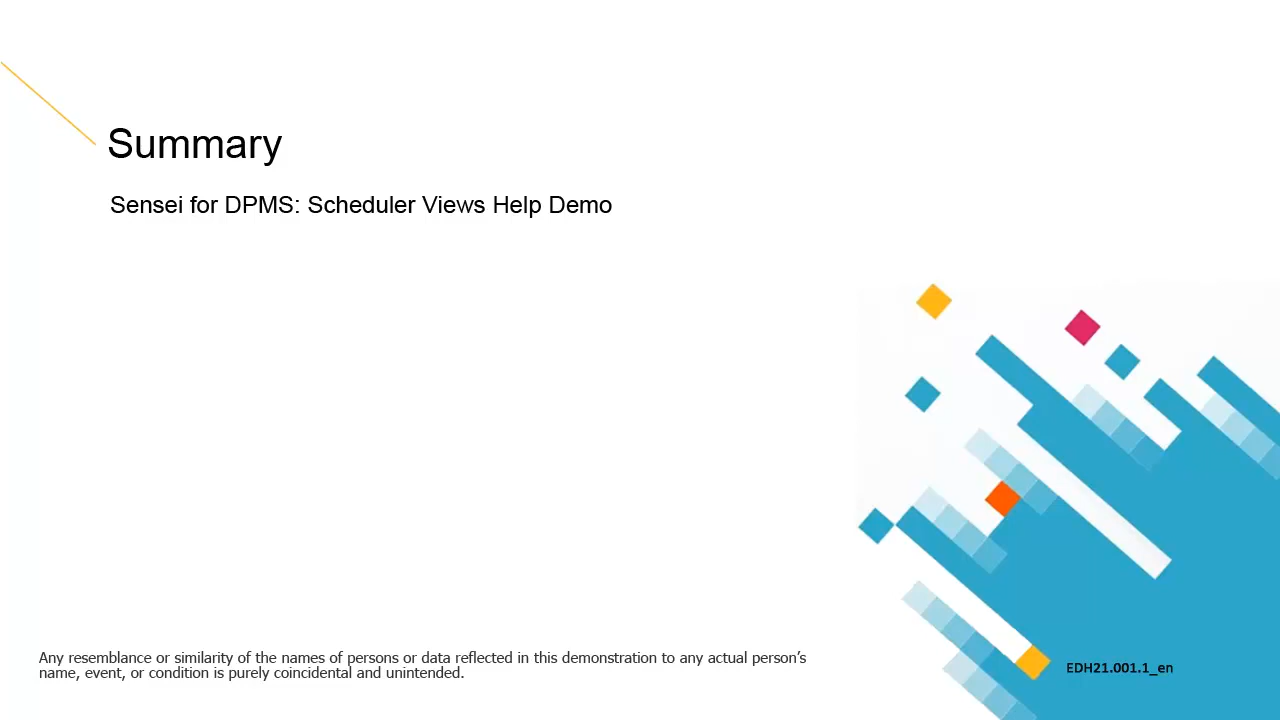 Summary
Sensei for DPMS: Scheduler Views Help Demo
Any resemblance or similarity of the names of persons or data reflected in this demonstration to any actual person’s
name, event, or condition is purely coincidental and unintended.
EDH21.001.1_en